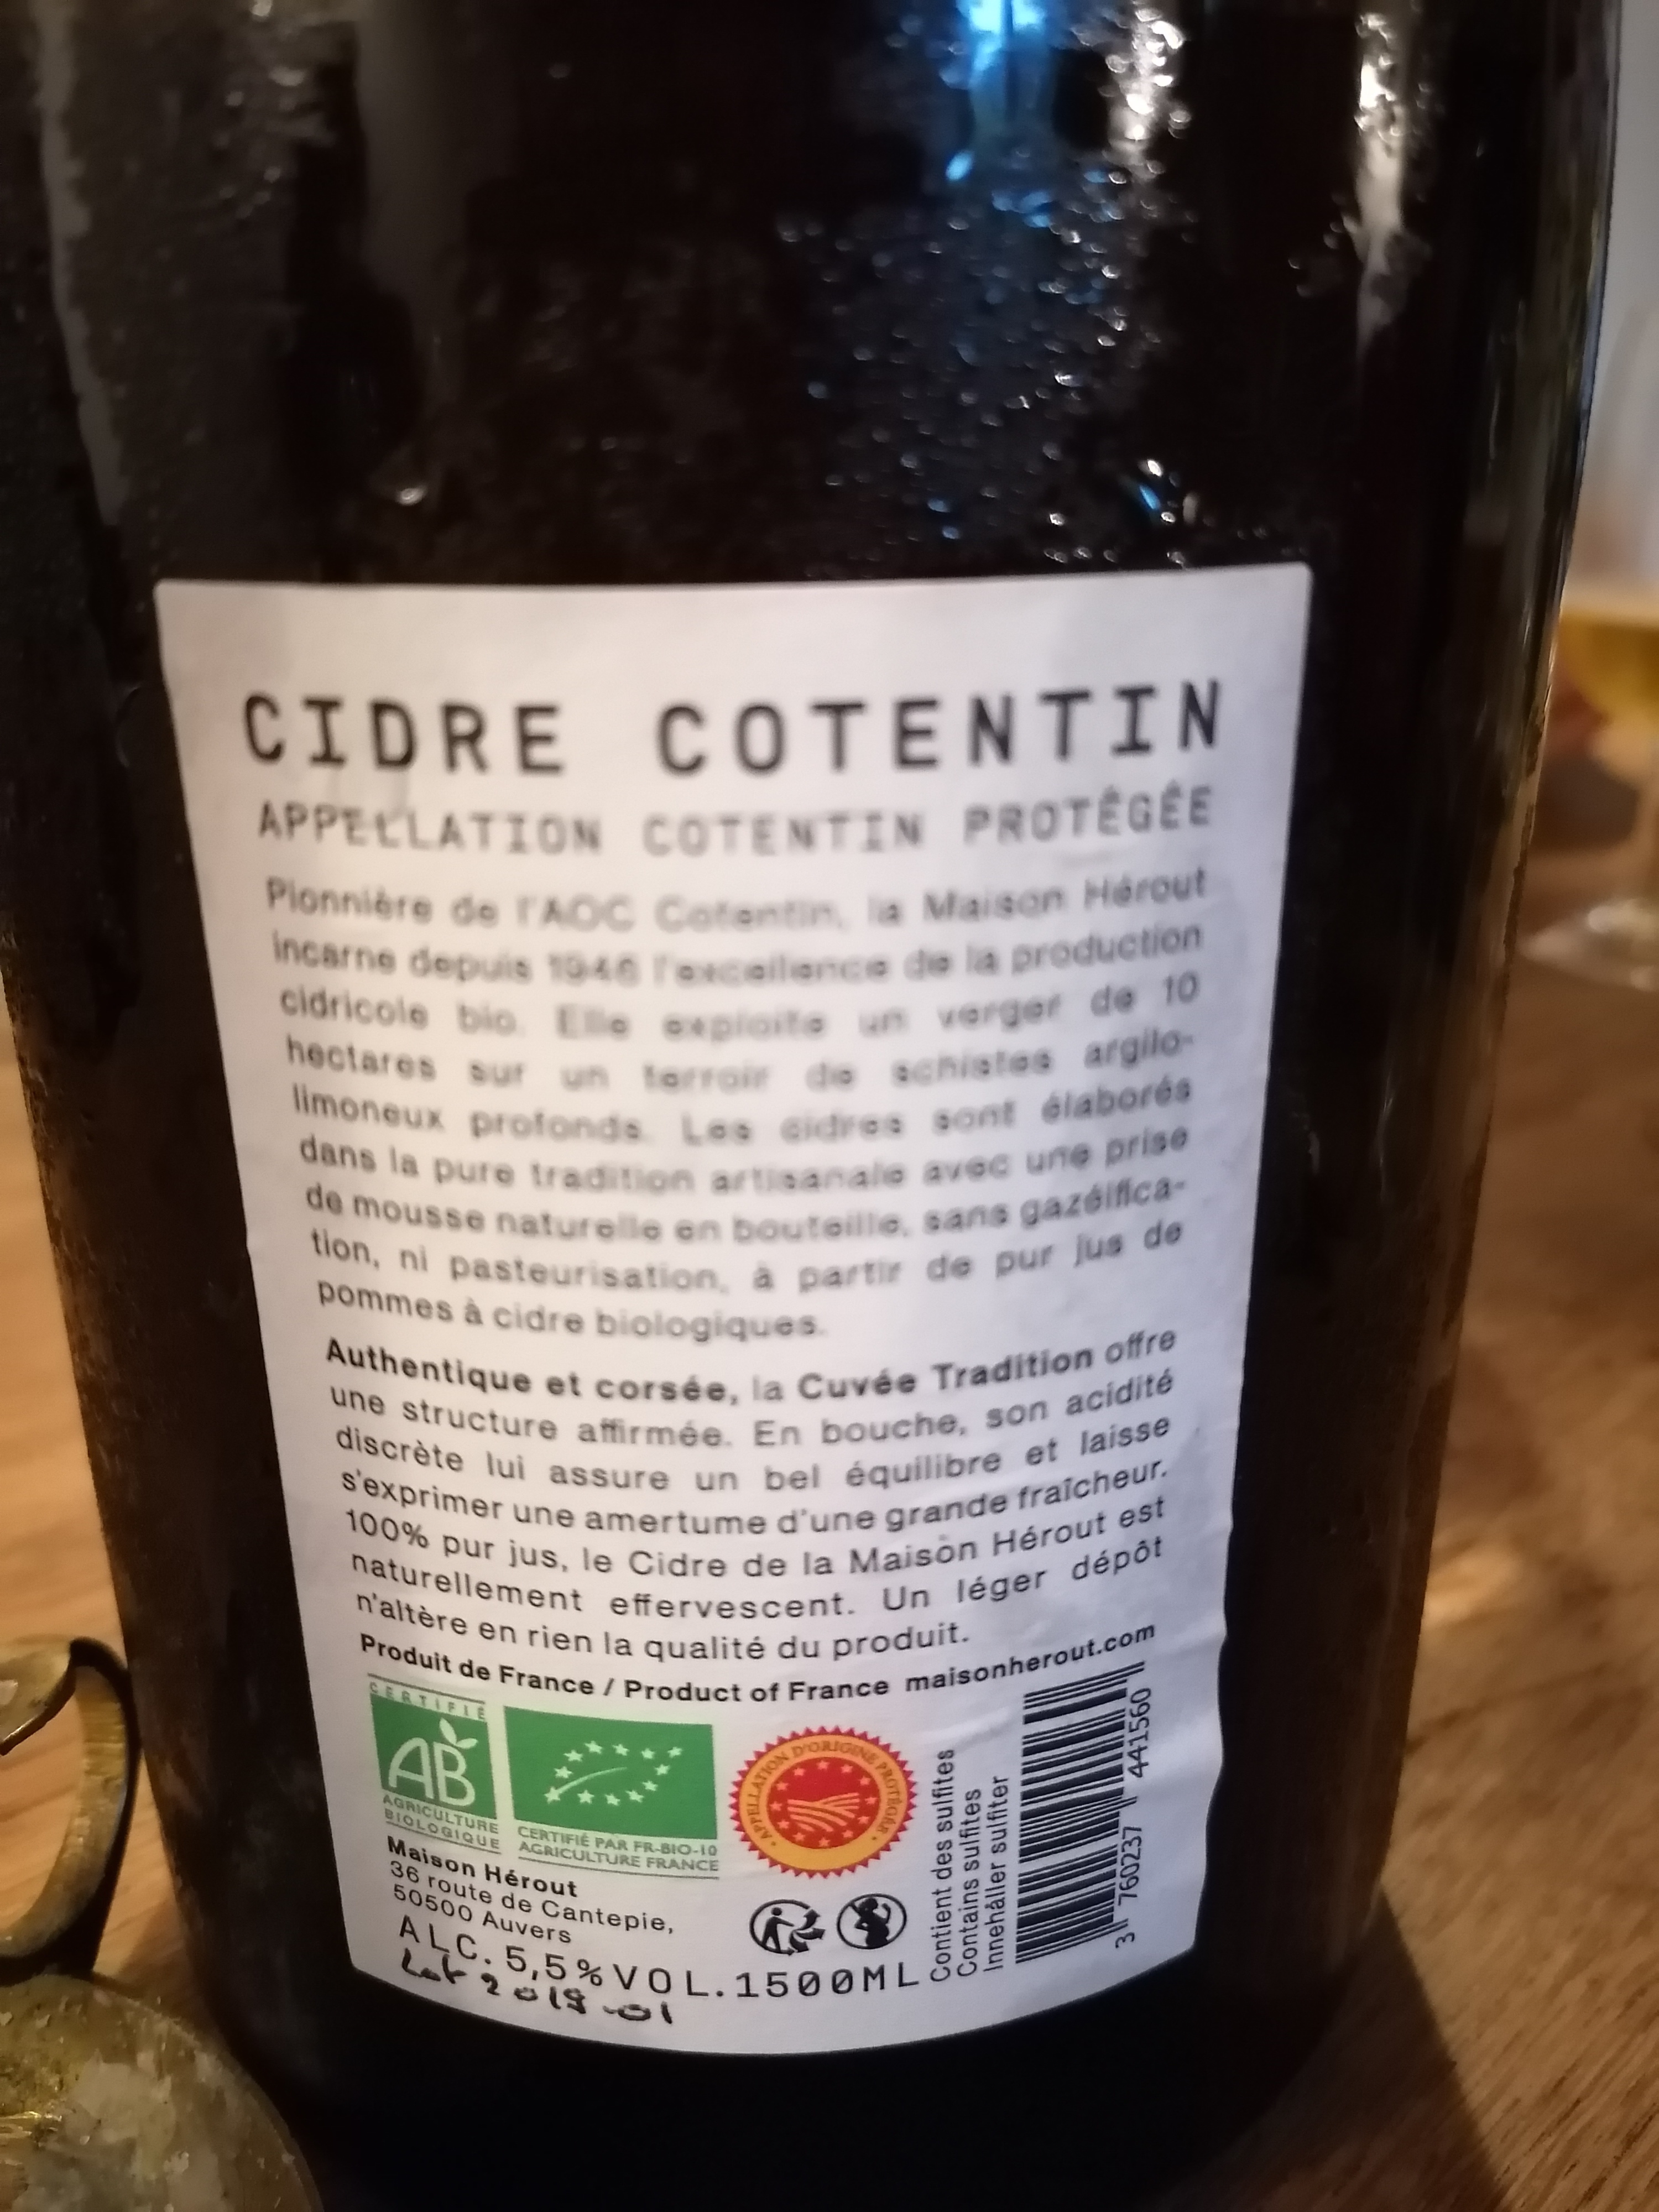 CIDRE COTENTIN
APPELLATION COTENTIN PROTÉGÉE
Pionnière de l'AOC Cotentin, la Maison Hérout
incarne depuis 1946 l'excellence de la production
cidricole bio. Elle exploite un verger de 10
hectares sur un terroir de schistes argilo-
limoneux profonds. Les cidres sont élaborés
dans la pure tradition artisanale avec une prise
de mousse naturelle en bouteille, sans gazéifica-
tion, ni pasteurisation, à partir de pur jus de
pommes à cidre biologiques.
Authentique et corsée, la Cuvée Tradition offre
une structure affirmée. En bouche, son acidité
discrète lui assure un bel équilibre et laisse
s'exprimer une amertume d'une grande fraîcheur.
100% pur jus, le Cidre de la Maison Hérout est
naturellement effervescent. Un léger dépôt
n'altère en rien la qualité du produit.
Produit de France / Product of France maisonherout.com
CERTIFIÉ
AB
AGRICULTURE
BIOLOGIQUE
CERTIFIÉ PAR FR-BIO-10
AGRICULTURE FRANCE
APPELLATION D'ORIGINE PROTÉGÉE
Maison Hérout
36 route de Cantepie,
50500 Auvers
ALC. 5,5%VOL.1500ML
Lot 2018-01
Contient des sulfites
Contains sulfites
Innehåller sulfiter
3 760237 441560